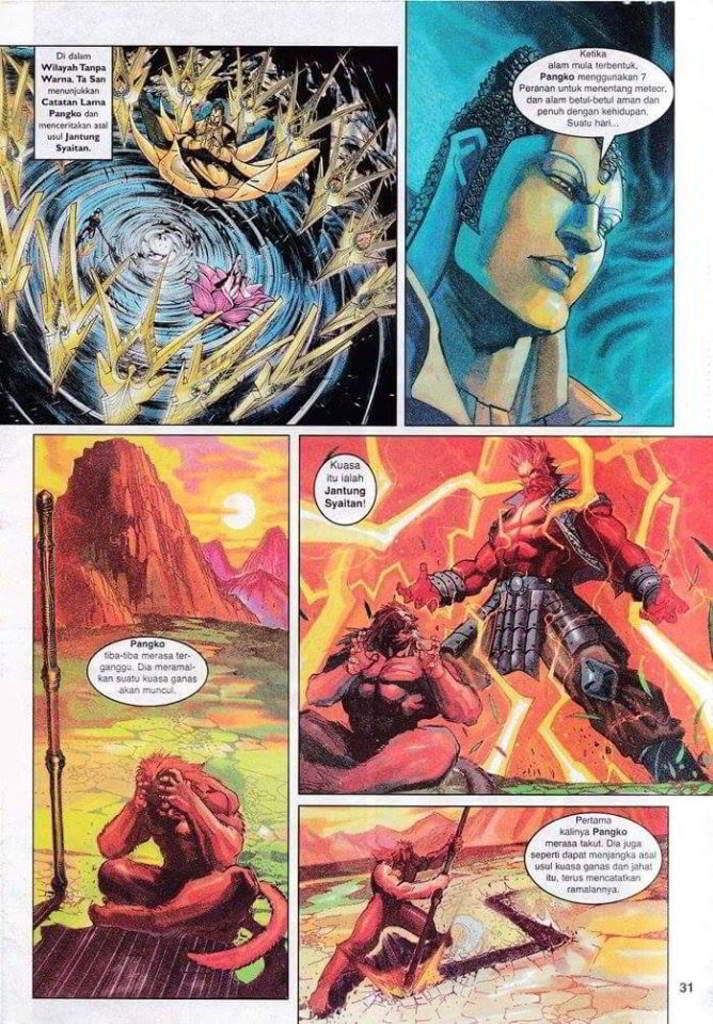 Di dalam
Wilayah Tanpa
Warna, Ta San
menunjukkan
Catatan Lama
Pangko dan
menceritakan asal
usul Jantung
Syaitan.
Ketika
alam mula terbentuk,
Pangko menggunakan 7
Peranan untuk menentang meteor,
dan alam betul-betul aman dan
penuh dengan kehidupan.
Suatu hari...
Pangko
tiba-tiba merasa ter-
ganggu. Dia meramal-
kan suatu kuasa ganas
akan muncul.
Kuasa
itu ialah
Jantung
Syaitan!
Pertama
kalinya Pangko
merasa takut. Dia juga
seperti dapat menjangka asal
usul kuasa ganas dan jahat
itu, terus mencatatkan
ramalannya.
31